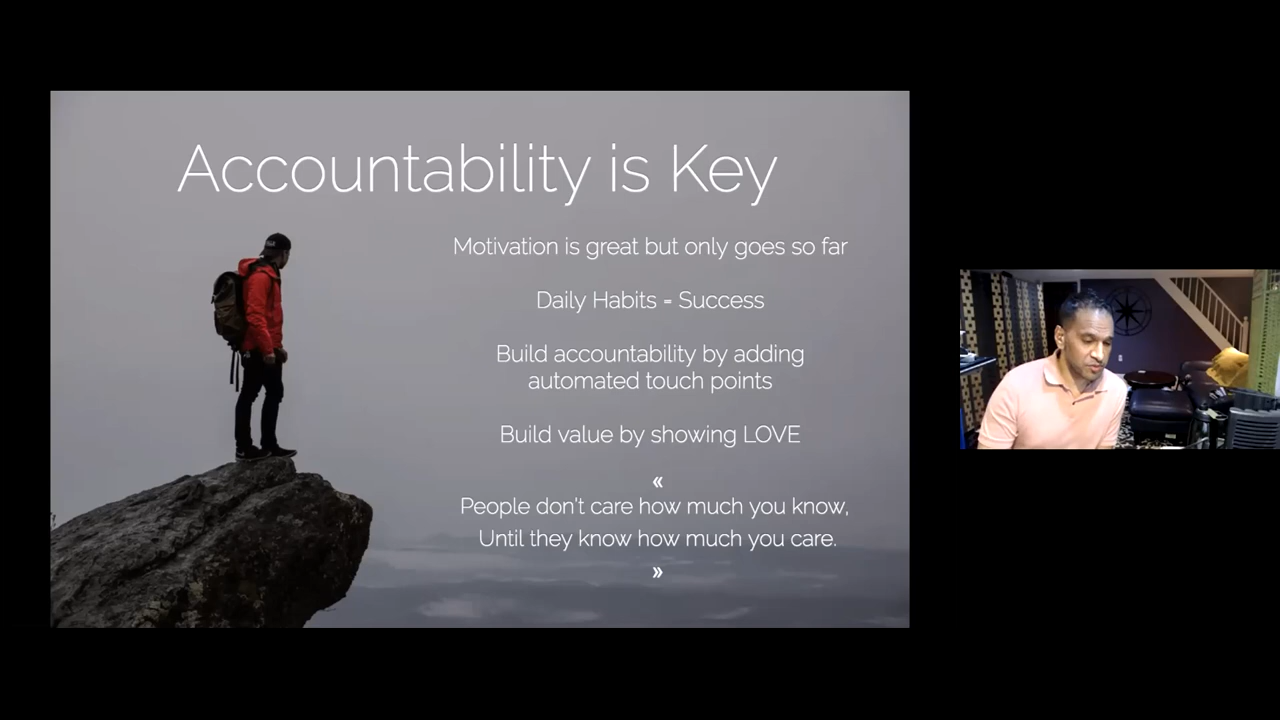 Accountability is Key
Motivation is great but only goes so far
Daily Habits = Success
Build accountability by adding
automated touch points
Build value by showing LOVE
«
People don't care how much you know,
Until they know how much you care.
»